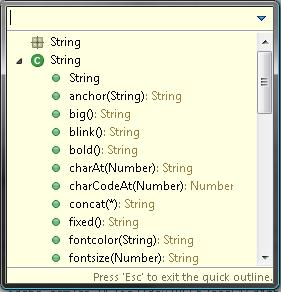 String
String
String
anchor(String): String
big(): String
blink(): String
bold(): String
charAt(Number): String
charCodeAt(Number): Number
concat(*): String
fixed(): String
fontcolor(String): String
fontsize(Number): String
Press 'Esc' to exit the quick outline.